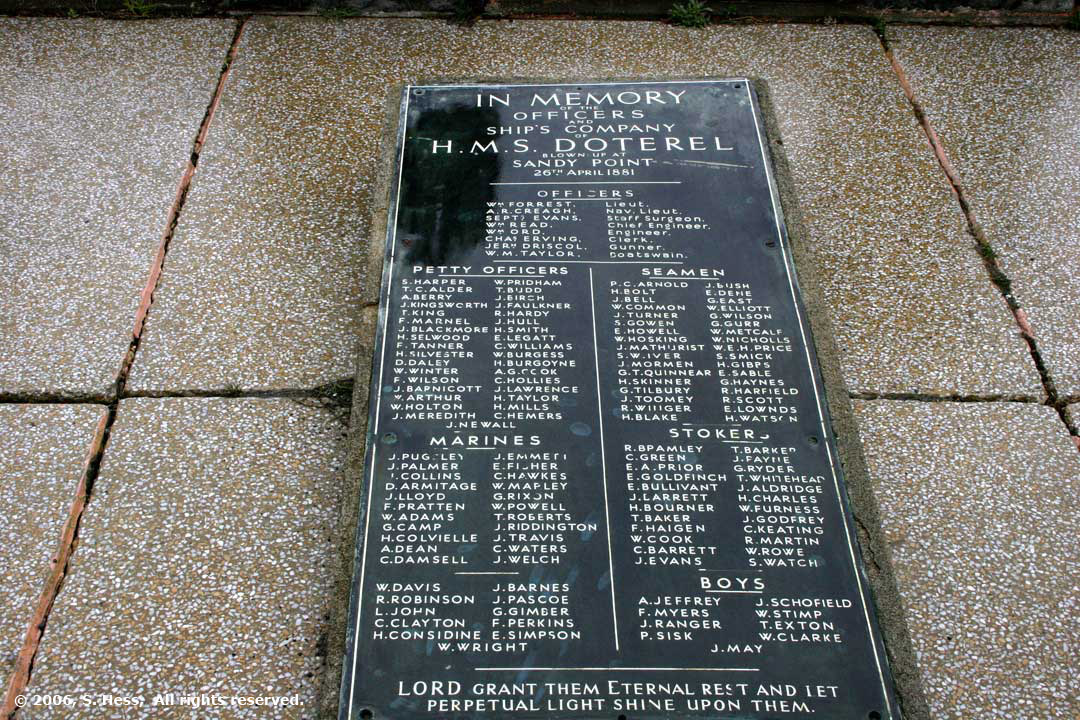 IN MEMORY
OF THE
OFFICERS
AND
SHIP'S COMPANY
OF
H.M.S. DOTEREL
BLOWN UP AT
SANDY POINT
26TH APRIL 1881
OFFICERS
WM FORREST. Lieut.
A.R. CREAGH. Nav. Lieut.
SEPTS EVANS. Staff Surgeon.
WM READ. Chief Engineer.
WM ORD. Engineer.
CHAS ERVING. Clerk.
JERH DRISCOL. Gunner.
W.M. TAYLOR. Boatswain.
PETTY OFFICERS
S. HARPER W. PRIDHAM
T.C. ALDER T. BUDD
A. BERRY J. BIRCH
J. KINGSWORTH J. FAULKNER
T. KING R. HARDY
F. MARNEL J. HULL
J. BLACKMORE H. SMITH
H. SELWOOD E. LEGATT
F. TANNER C. WILLIAMS
H. SILVESTER W. BURGESS
D. DALEY H. BURGOYNE
W. WINTER A.G. COOK
F. WILSON C. HOLLIES
J. BARNICOTT J. LAWRENCE
W. ARTHUR H. TAYLOR
W. HOLTON H. MILLS
J. MEREDITH C. HEMERS
J. NEWALL
SEAMEN
P.C. ARNOLD J. BUSH
H. BOLT E. DENE
J. BELL G. EAST
W. COMMON W. ELLIOTT
J. TURNER G. WILSON
S. GOWEN G. GURR
E. HOWELL W. METCALF
W. HOSKING W. NICHOLLS
J. MATHURIST W.E.H. PRICE
S.W. IVER S. SMICK
J. MORMEN H. GIBBS
G.T. QUINNEAR E. SABLE
H. SKINNER G. HAYNES
G. TILBURY R. HARFIELD
J. TOOMEY R. SCOTT
R. WINGER E. LOWNDS
H. BLAKE H. WATSON
MARINES
J. PUGSLEY J. EMMETT
J. PALMER E. FISHER
J. COLLINS C. HAWKES
D. ARMITAGE W. MARLEY
J. LLOYD G. RIXON
F. PRATTEN W. POWELL
W. ADAMS T. ROBERTS
G. CAMP J. RIDDINGTON
H. COLVIELLE J. TRAVIS
A. DEAN C. WATERS
C. DAMSELL J. WELCH
STOKERS
R. BRAMLEY T. BARKER
C. GREEN J. FAYNE
E.A. PRIOR G. RYDER
E. GOLDFINCH T. WHITEHEAD
E. BULLIVANT J. ALDRIDGE
J. LARRETT H. CHARLES
H. BOURNER W. FURNESS
T. BAKER J. GODFREY
F. HAIGEN C. KEATING
W. COOK R. MARTIN
C. BARRETT W. ROWE
J. EVANS S. WATCH
W. DAVIS J. BARNES
R. ROBINSON J. PASCOE
L. JOHN G. GIMBER
C. CLAYTON F. PERKINS
H. CONSIDINE E. SIMPSON
W. WRIGHT
BOYS
A. JEFFREY J. SCHOFIELD
F. MYERS W. STIMP
J. RANGER T. EXTON
P. SISK W. CLARKE
J. MAY
LORD GRANT THEM ETERNAL REST AND LET
PERPETUAL LIGHT SHINE UPON THEM.
© 2006, S. Hess. All rights reserved.